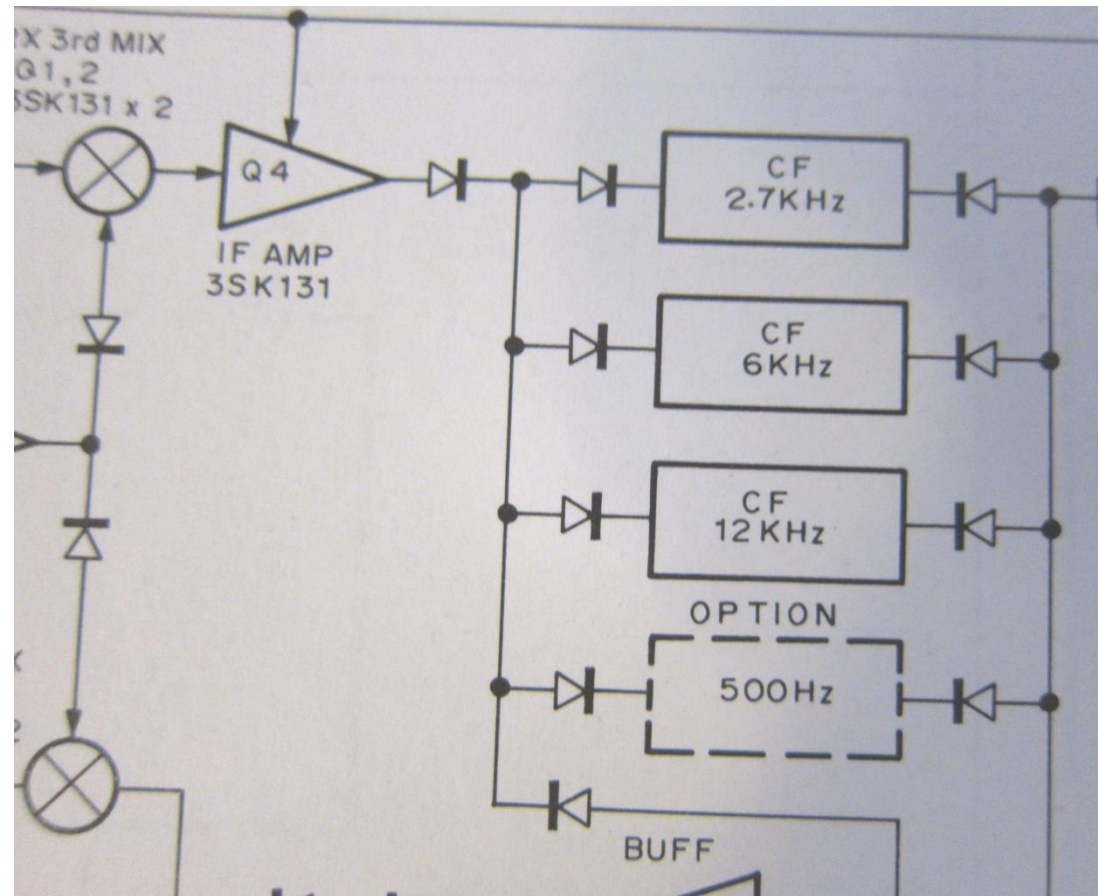 3rd MIX
Q1,2
3SK131 x 2
Q4
IF AMP
3SK131
CF
2.7KHz
CF
6KHz
CF
12KHz
OPTION
500Hz
BUFF